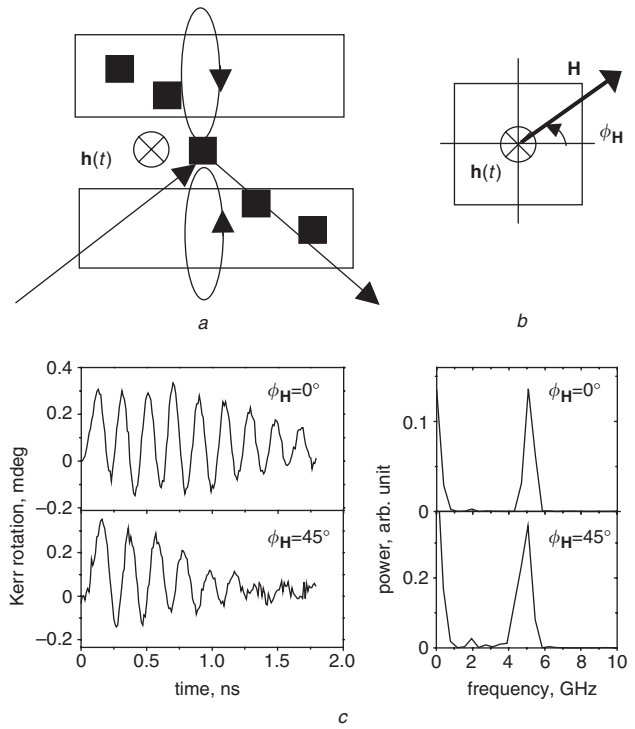 h(t)
a
H
ϕH
h(t)
b
0.4
0.2
0
–0.2
ϕH=0°
0.2
0
–0.2
ϕH=45°
Kerr rotation, mdeg
0
0.5
1.0
1.5
2.0
time, ns
0.1
0
ϕH=0°
0.2
0
ϕH=45°
power, arb. unit
0
2
4
6
8
10
frequency, GHz
c